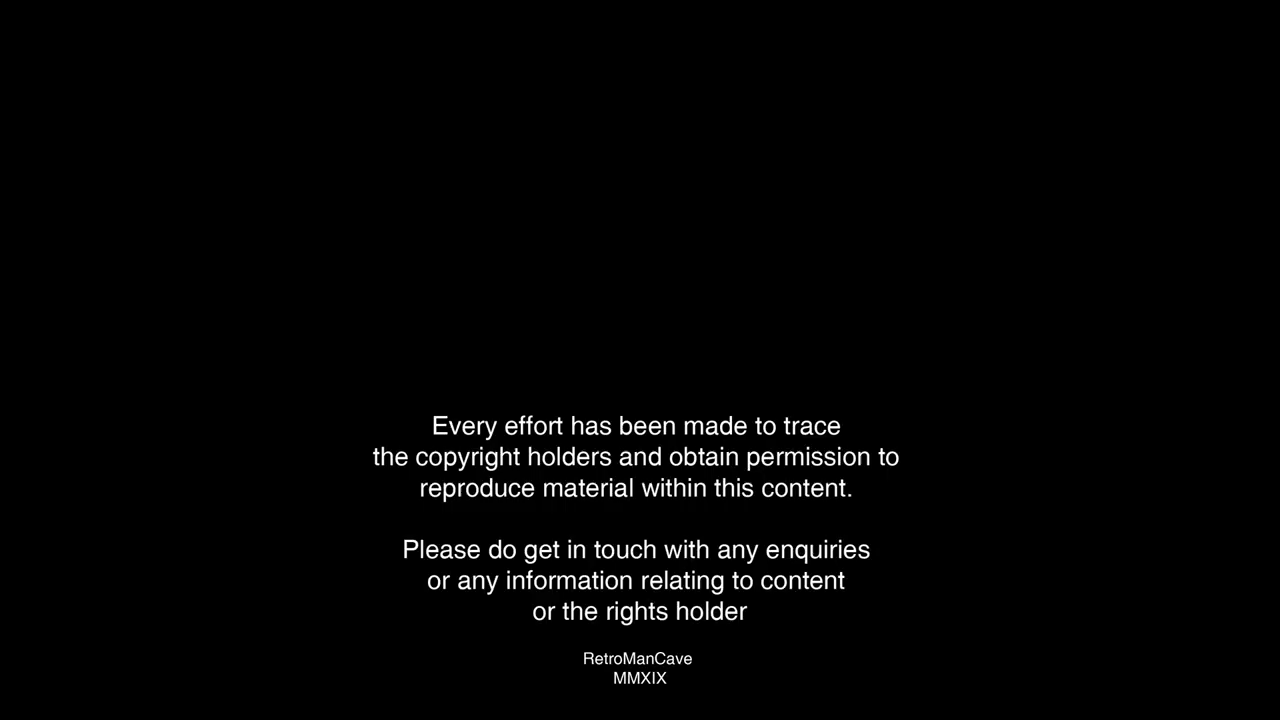 Every effort has been made to trace
the copyright holders and obtain permission to
reproduce material within this content.
Please do get in touch with any enquiries
or any information relating to content
or the rights holder
RetroManCave
MMXIX